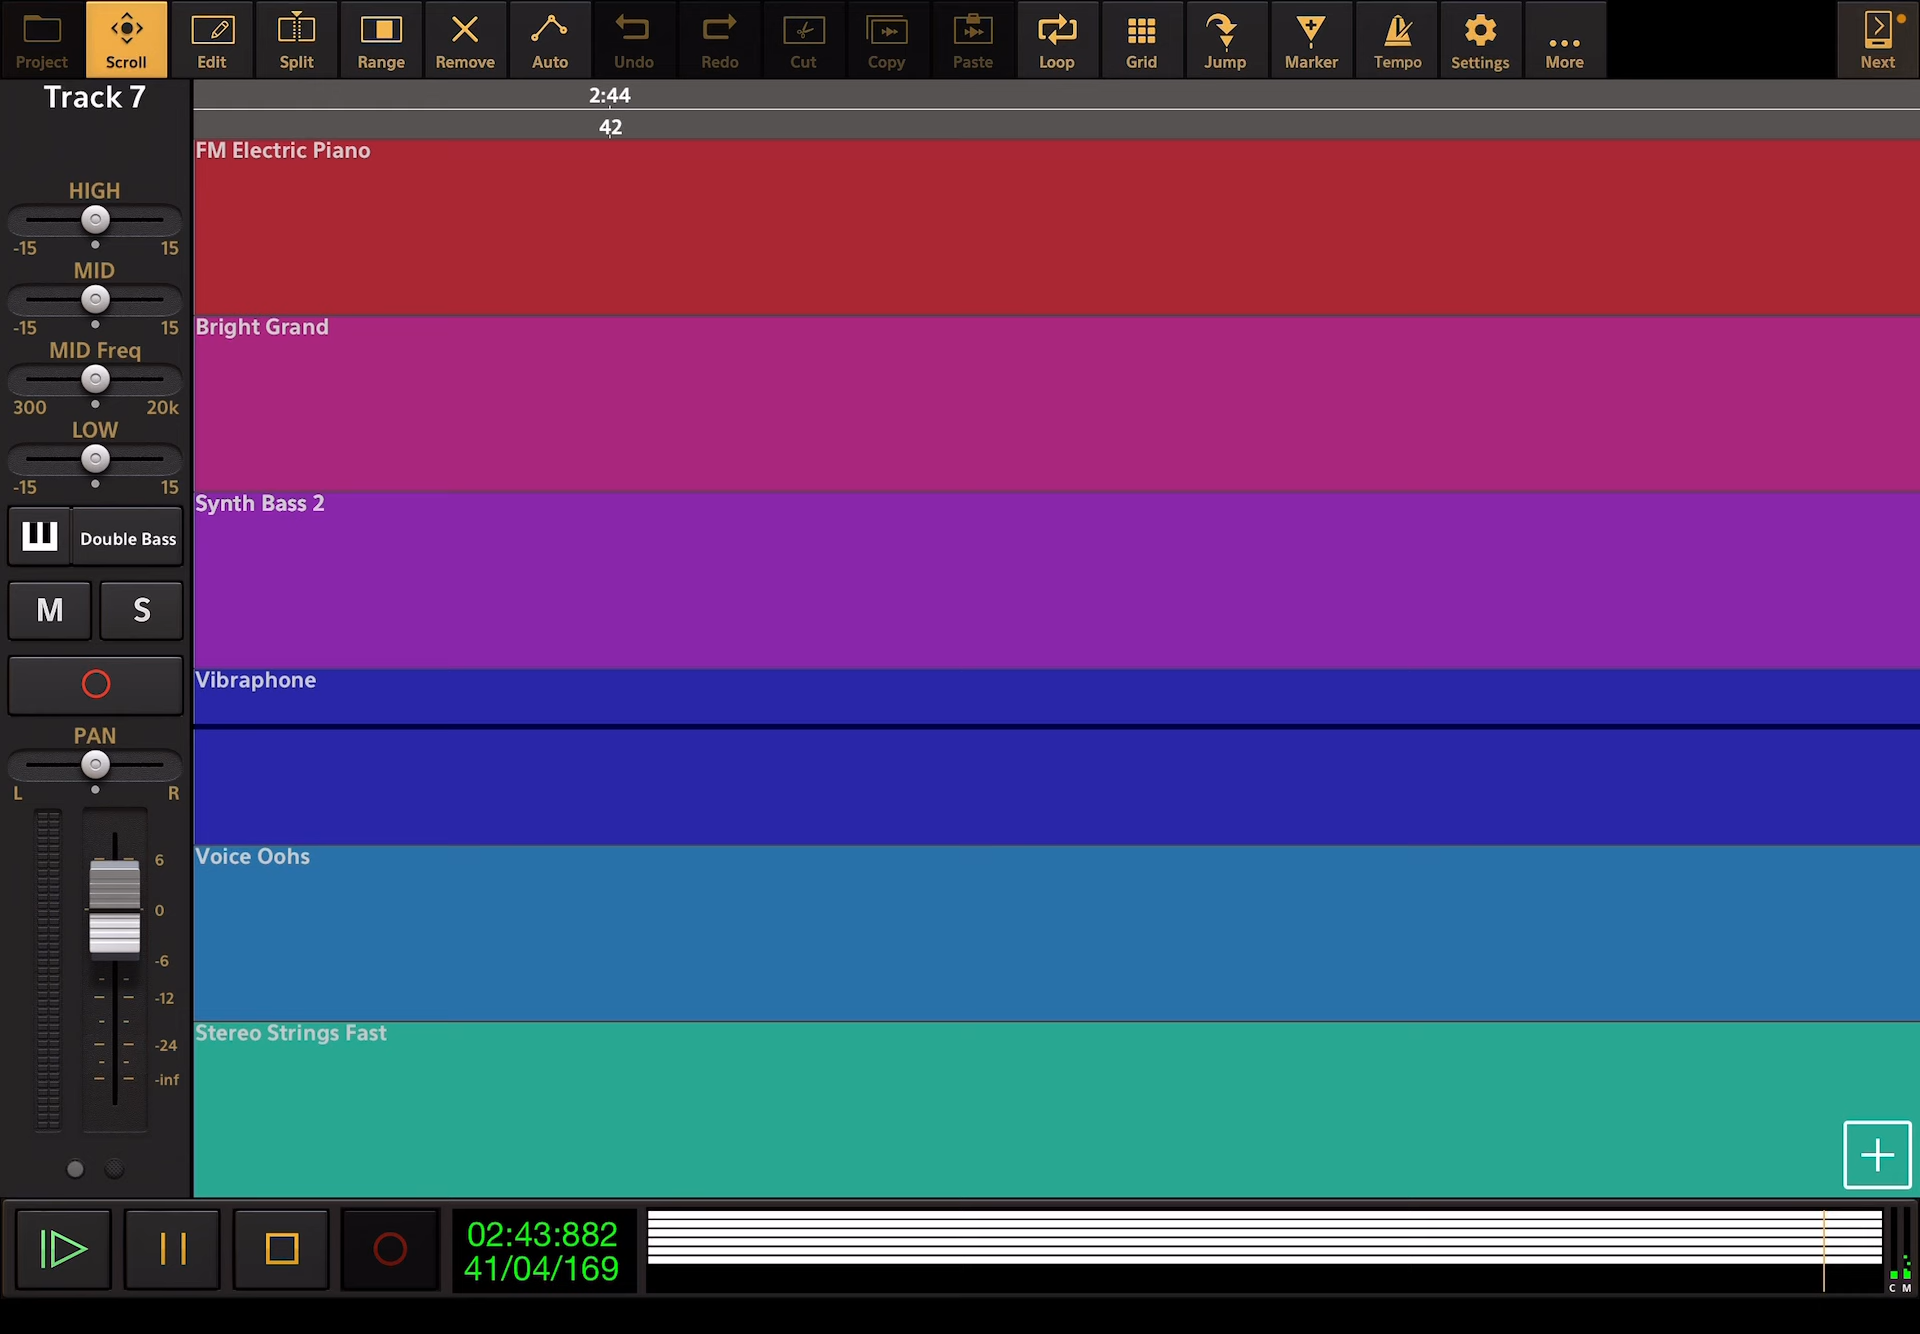 Project Scroll Edit Split Range Remove Auto Undo Redo Cut Copy Paste Loop Grid Jump Marker Tempo Settings More Next
Track 7
2:44
42
HIGH
-15 15
MID
-15 15
MID Freq
300 20k
LOW
-15 15
Double Bass
M S
PAN
L R
6
0
-6
-12
-24
-inf
FM Electric Piano
Bright Grand
Synth Bass 2
Vibraphone
Voice Oohs
Stereo Strings Fast
02:43:882
41/04/169
C M